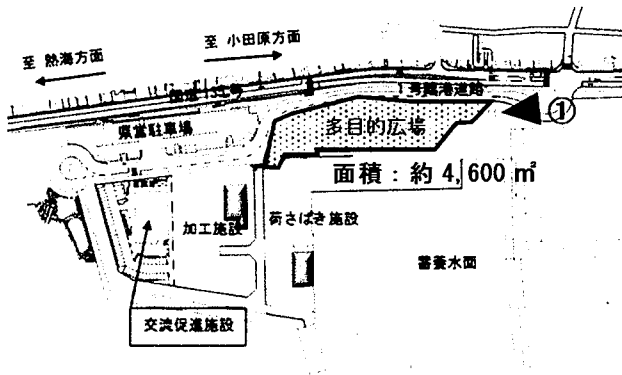 至 小田原方面
至 熱海方面
国道135号
1号臨港道路
①
県営駐車場
多目的広場
面積：約4,600㎡
加工施設
荷さばき施設
蓄養水面
交流促進施設